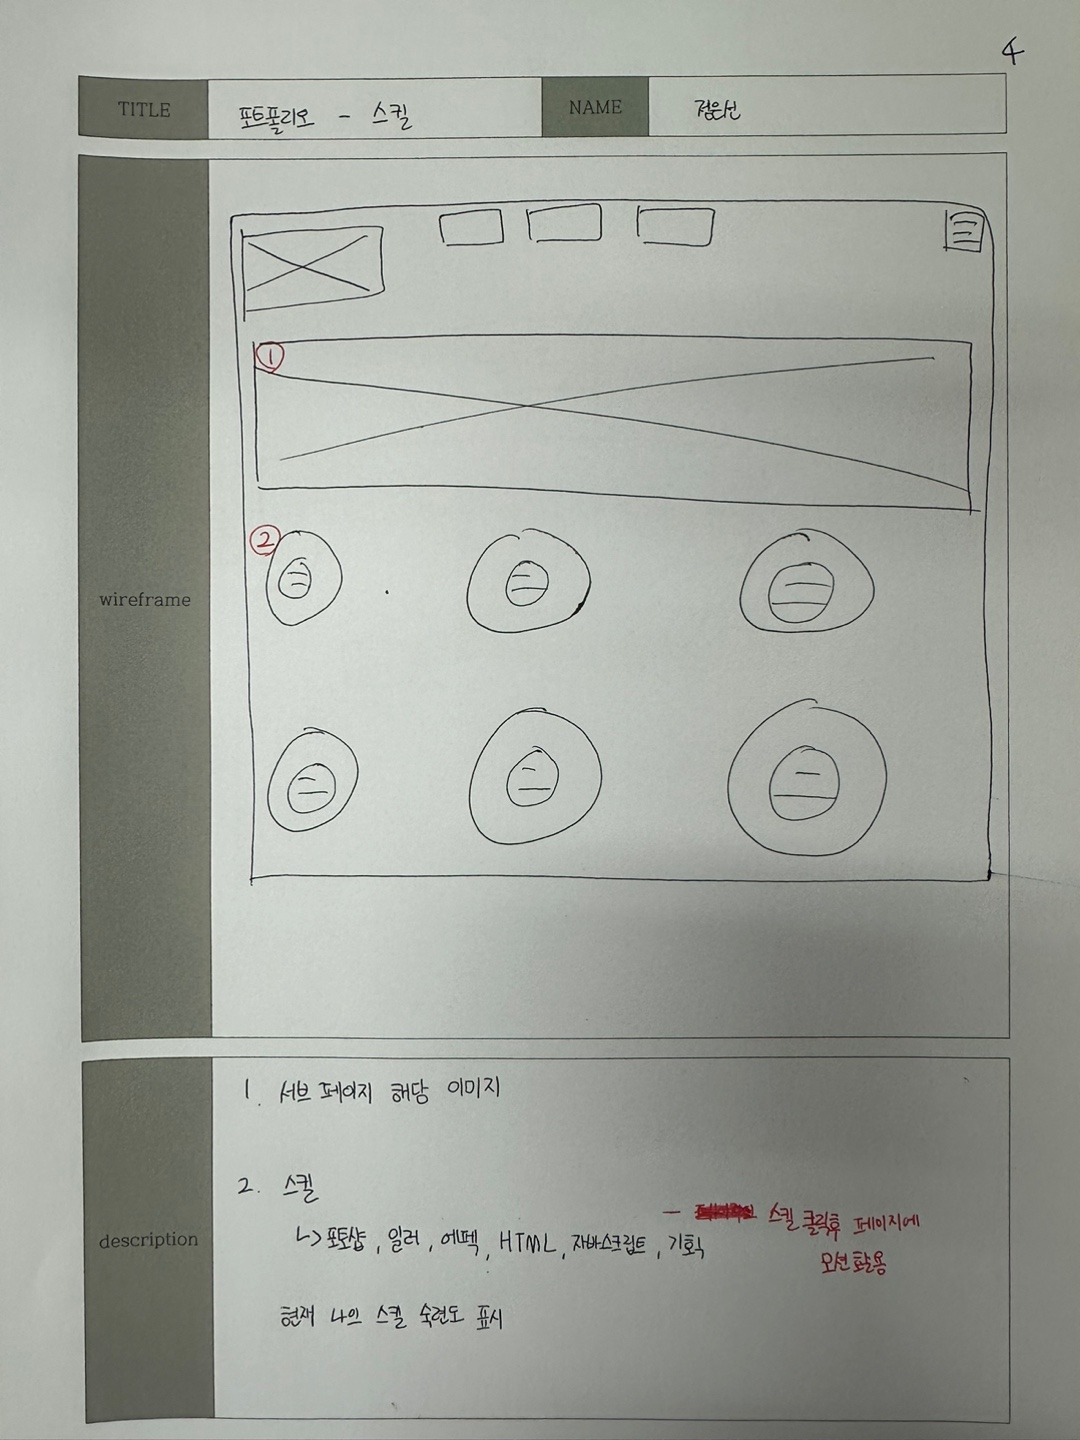 4
TITLE 포트폴리오 - 스킬 NAME 정은선
wireframe
1
2
description
1. 서브 페이지 해당 이미지
2. 스킬
↳ 포토샵, 일러, 에펙, HTML, 자바스크립트, 기획
- 스킬 클릭후 페이지에
모션 활용
현재 나의 스킬 숙련도 표시